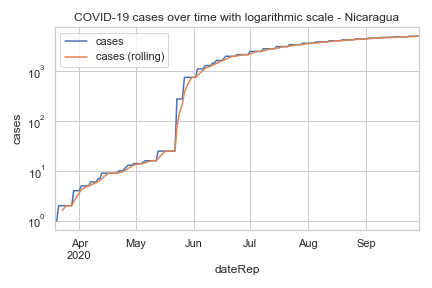 COVID-19 cases over time with logarithmic scale - Nicaragua
cases
cases (rolling)
10³
10²
10¹
10⁰
cases
Apr
2020
May
Jun
Jul
Aug
Sep
dateRep